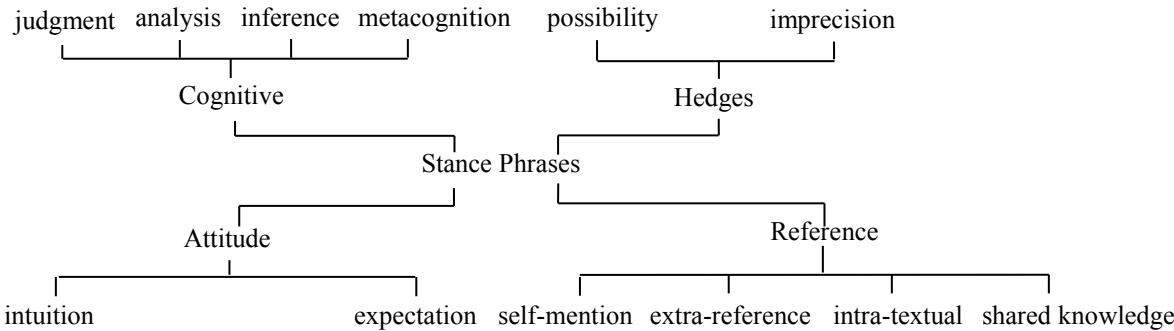 judgment analysis inference metacognition possibility imprecision
Cognitive Hedges
Stance Phrases
Attitude Reference
intuition expectation self-mention extra-reference intra-textual shared knowledge